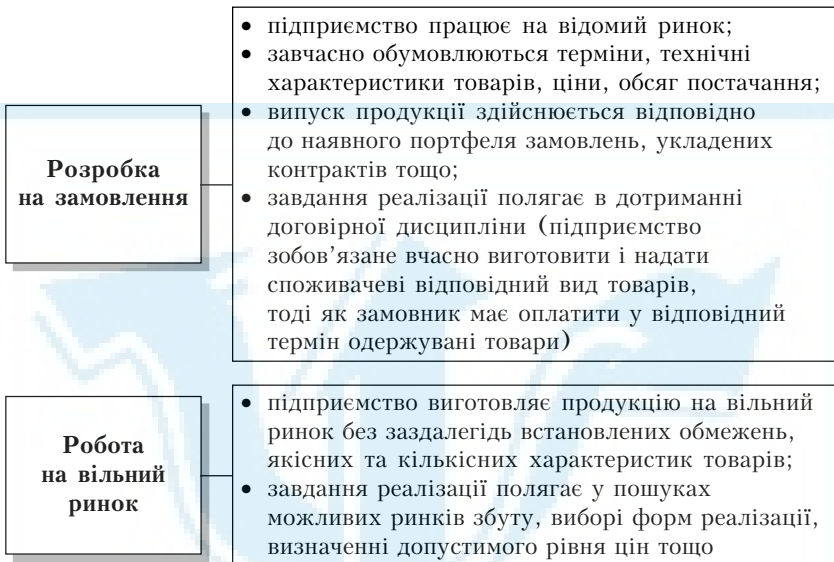 Розробка
на замовлення
• підприємство працює на відомий ринок;
• завчасно обумовлюються терміни, технічні
характеристики товарів, ціни, обсяг постачання;
• випуск продукції здійснюється відповідно
до наявного портфеля замовлень, укладених
контрактів тощо;
• завдання реалізації полягає в дотриманні
договірної дисципліни (підприємство
зобов’язане вчасно виготовити і надати
споживачеві відповідний вид товарів,
тоді як замовник має оплатити у відповідний
термін одержувані товари)
Робота
на вільний
ринок
• підприємство виготовляє продукцію на вільний
ринок без заздалегідь встановлених обмежень,
якісних та кількісних характеристик товарів;
• завдання реалізації полягає у пошуках
можливих ринків збуту, виборі форм реалізації,
визначенні допустимого рівня цін тощо